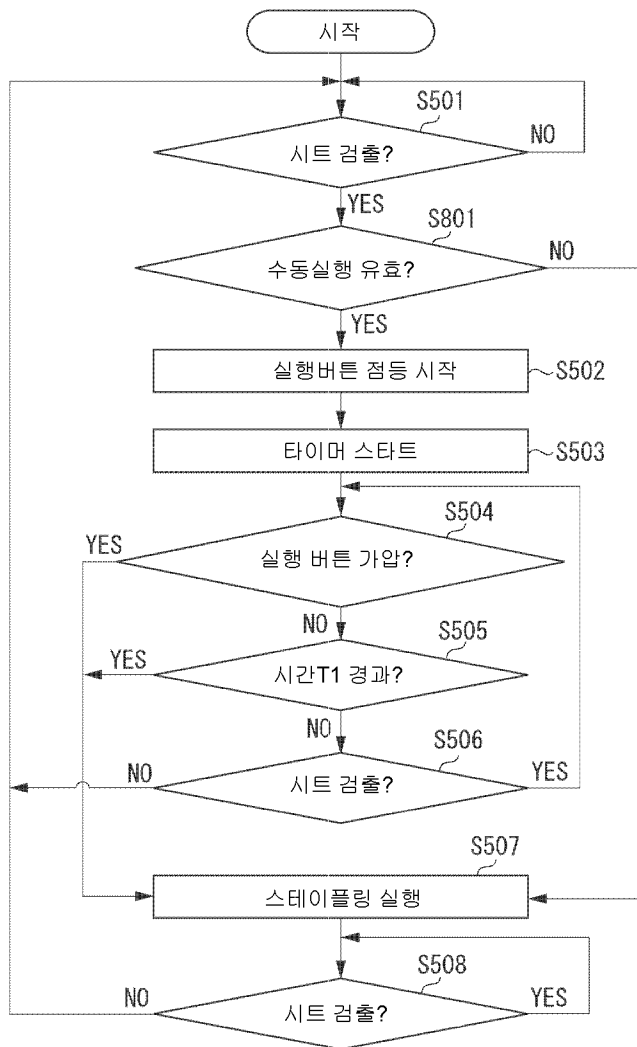 시작
S501
시트 검출?
NO
YES
S801
수동실행 유효?
NO
YES
실행버튼 점등 시작
S502
타이머 스타트
S503
S504
YES
실행 버튼 가압?
NO
S505
YES
시간T1 경과?
NO
S506
NO
시트 검출?
YES
S507
스테이플링 실행
S508
NO
시트 검출?
YES